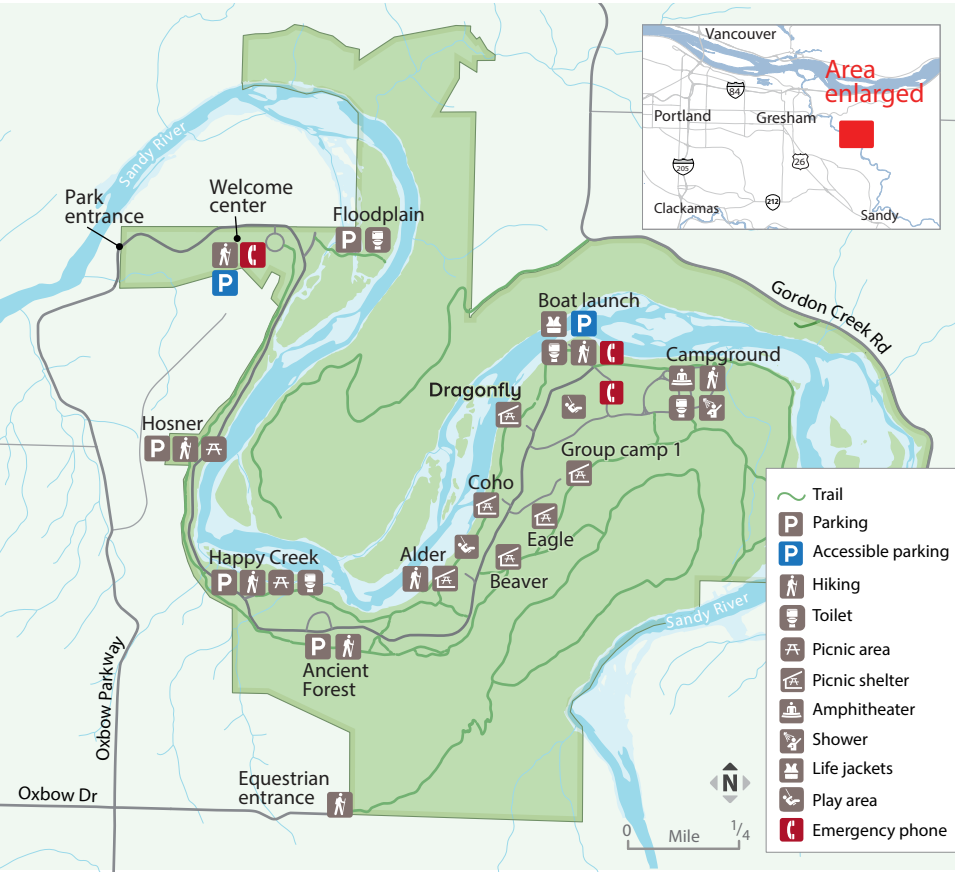 Vancouver
Area
enlarged
84
Portland
Gresham
205
26
212
Clackamas
Sandy
Sandy River
Park
entrance
Welcome
center
Floodplain
P
P
Boat launch
P
Gordon Creek Rd
Campground
Dragonfly
Hosner
P
Group camp 1
Coho
Eagle
Happy Creek
P
Alder
Beaver
Sandy River
P
Ancient
Forest
Oxbow Parkway
Equestrian
entrance
Oxbow Dr
N
0
Mile
1/4
Trail
P Parking
P Accessible parking
Hiking
Toilet
Picnic area
Picnic shelter
Amphitheater
Shower
Life jackets
Play area
Emergency phone